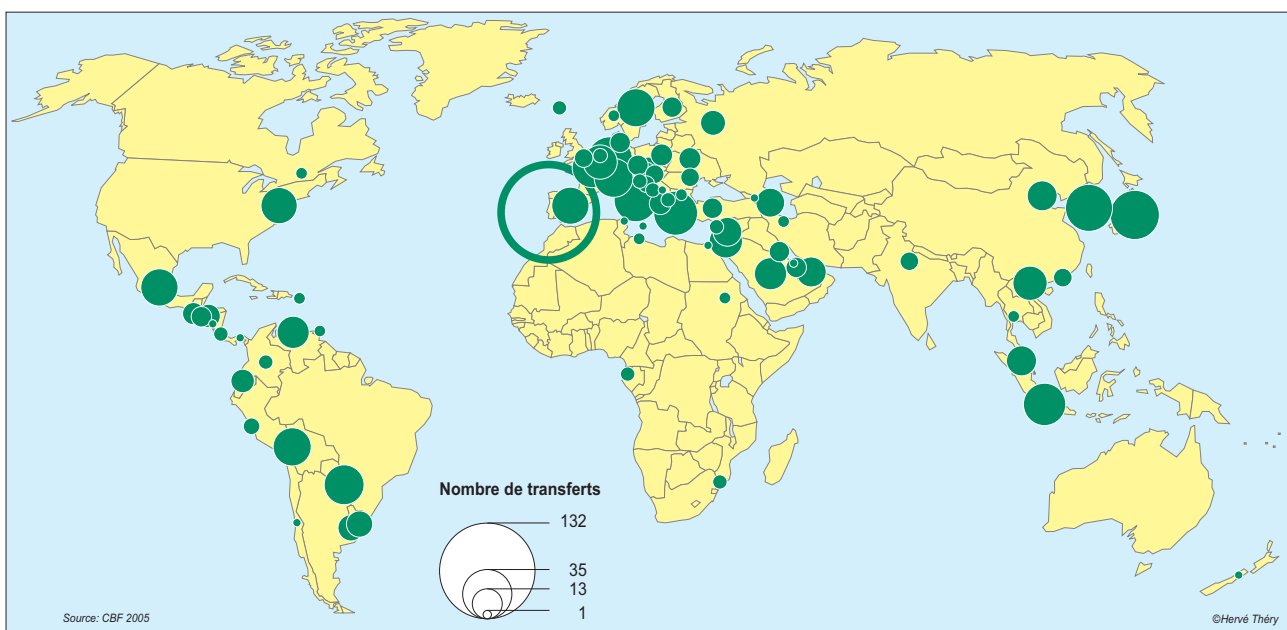 Nombre de transferts
132
35
13
1
Source: CBF 2005
©Hervé Théry